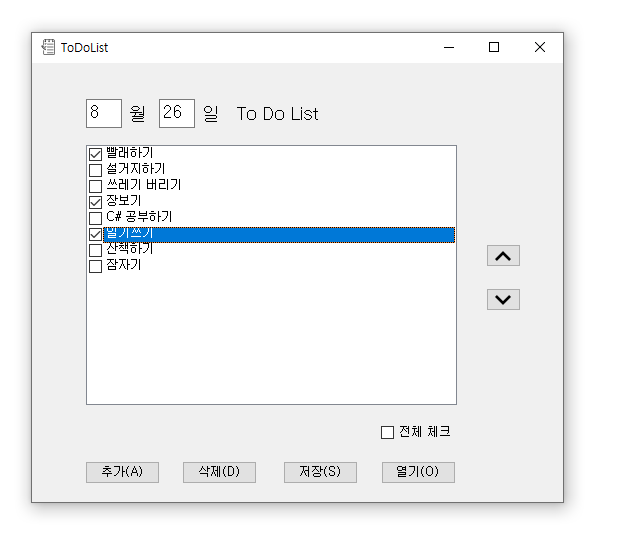 ToDoList
8 월 26 일 To Do List
빨래하기
설거지하기
쓰레기 버리기
장보기
C# 공부하기
일기쓰기
산책하기
잠자기
전체 체크
추가(A) 삭제(D) 저장(S) 열기(O)